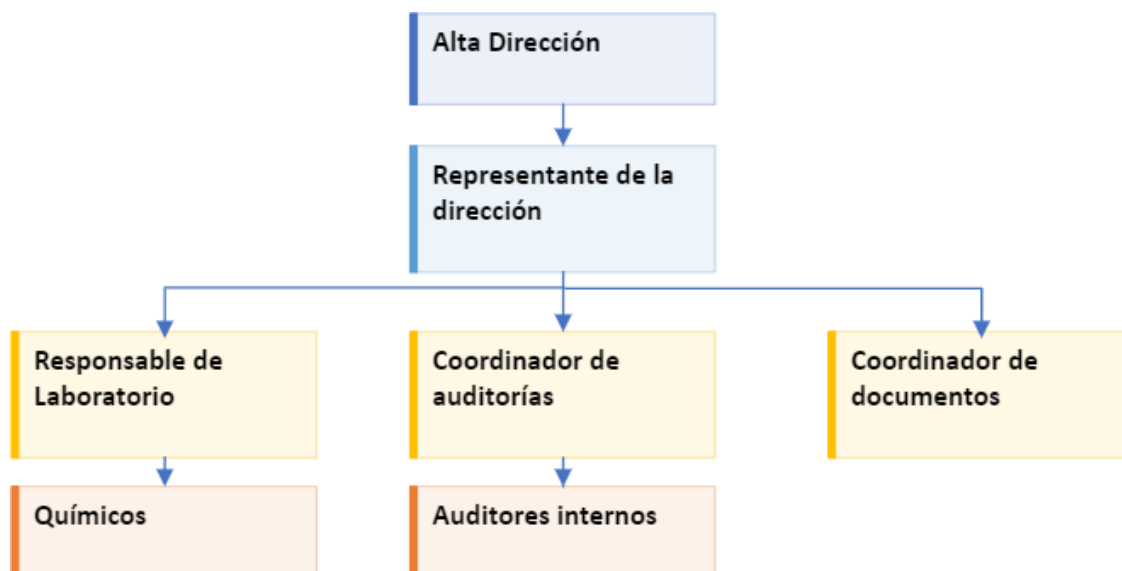 Alta Dirección
Representante de la
dirección
Responsable de
Laboratorio
Coordinador de
auditorías
Coordinador de
documentos
Químicos
Auditores internos